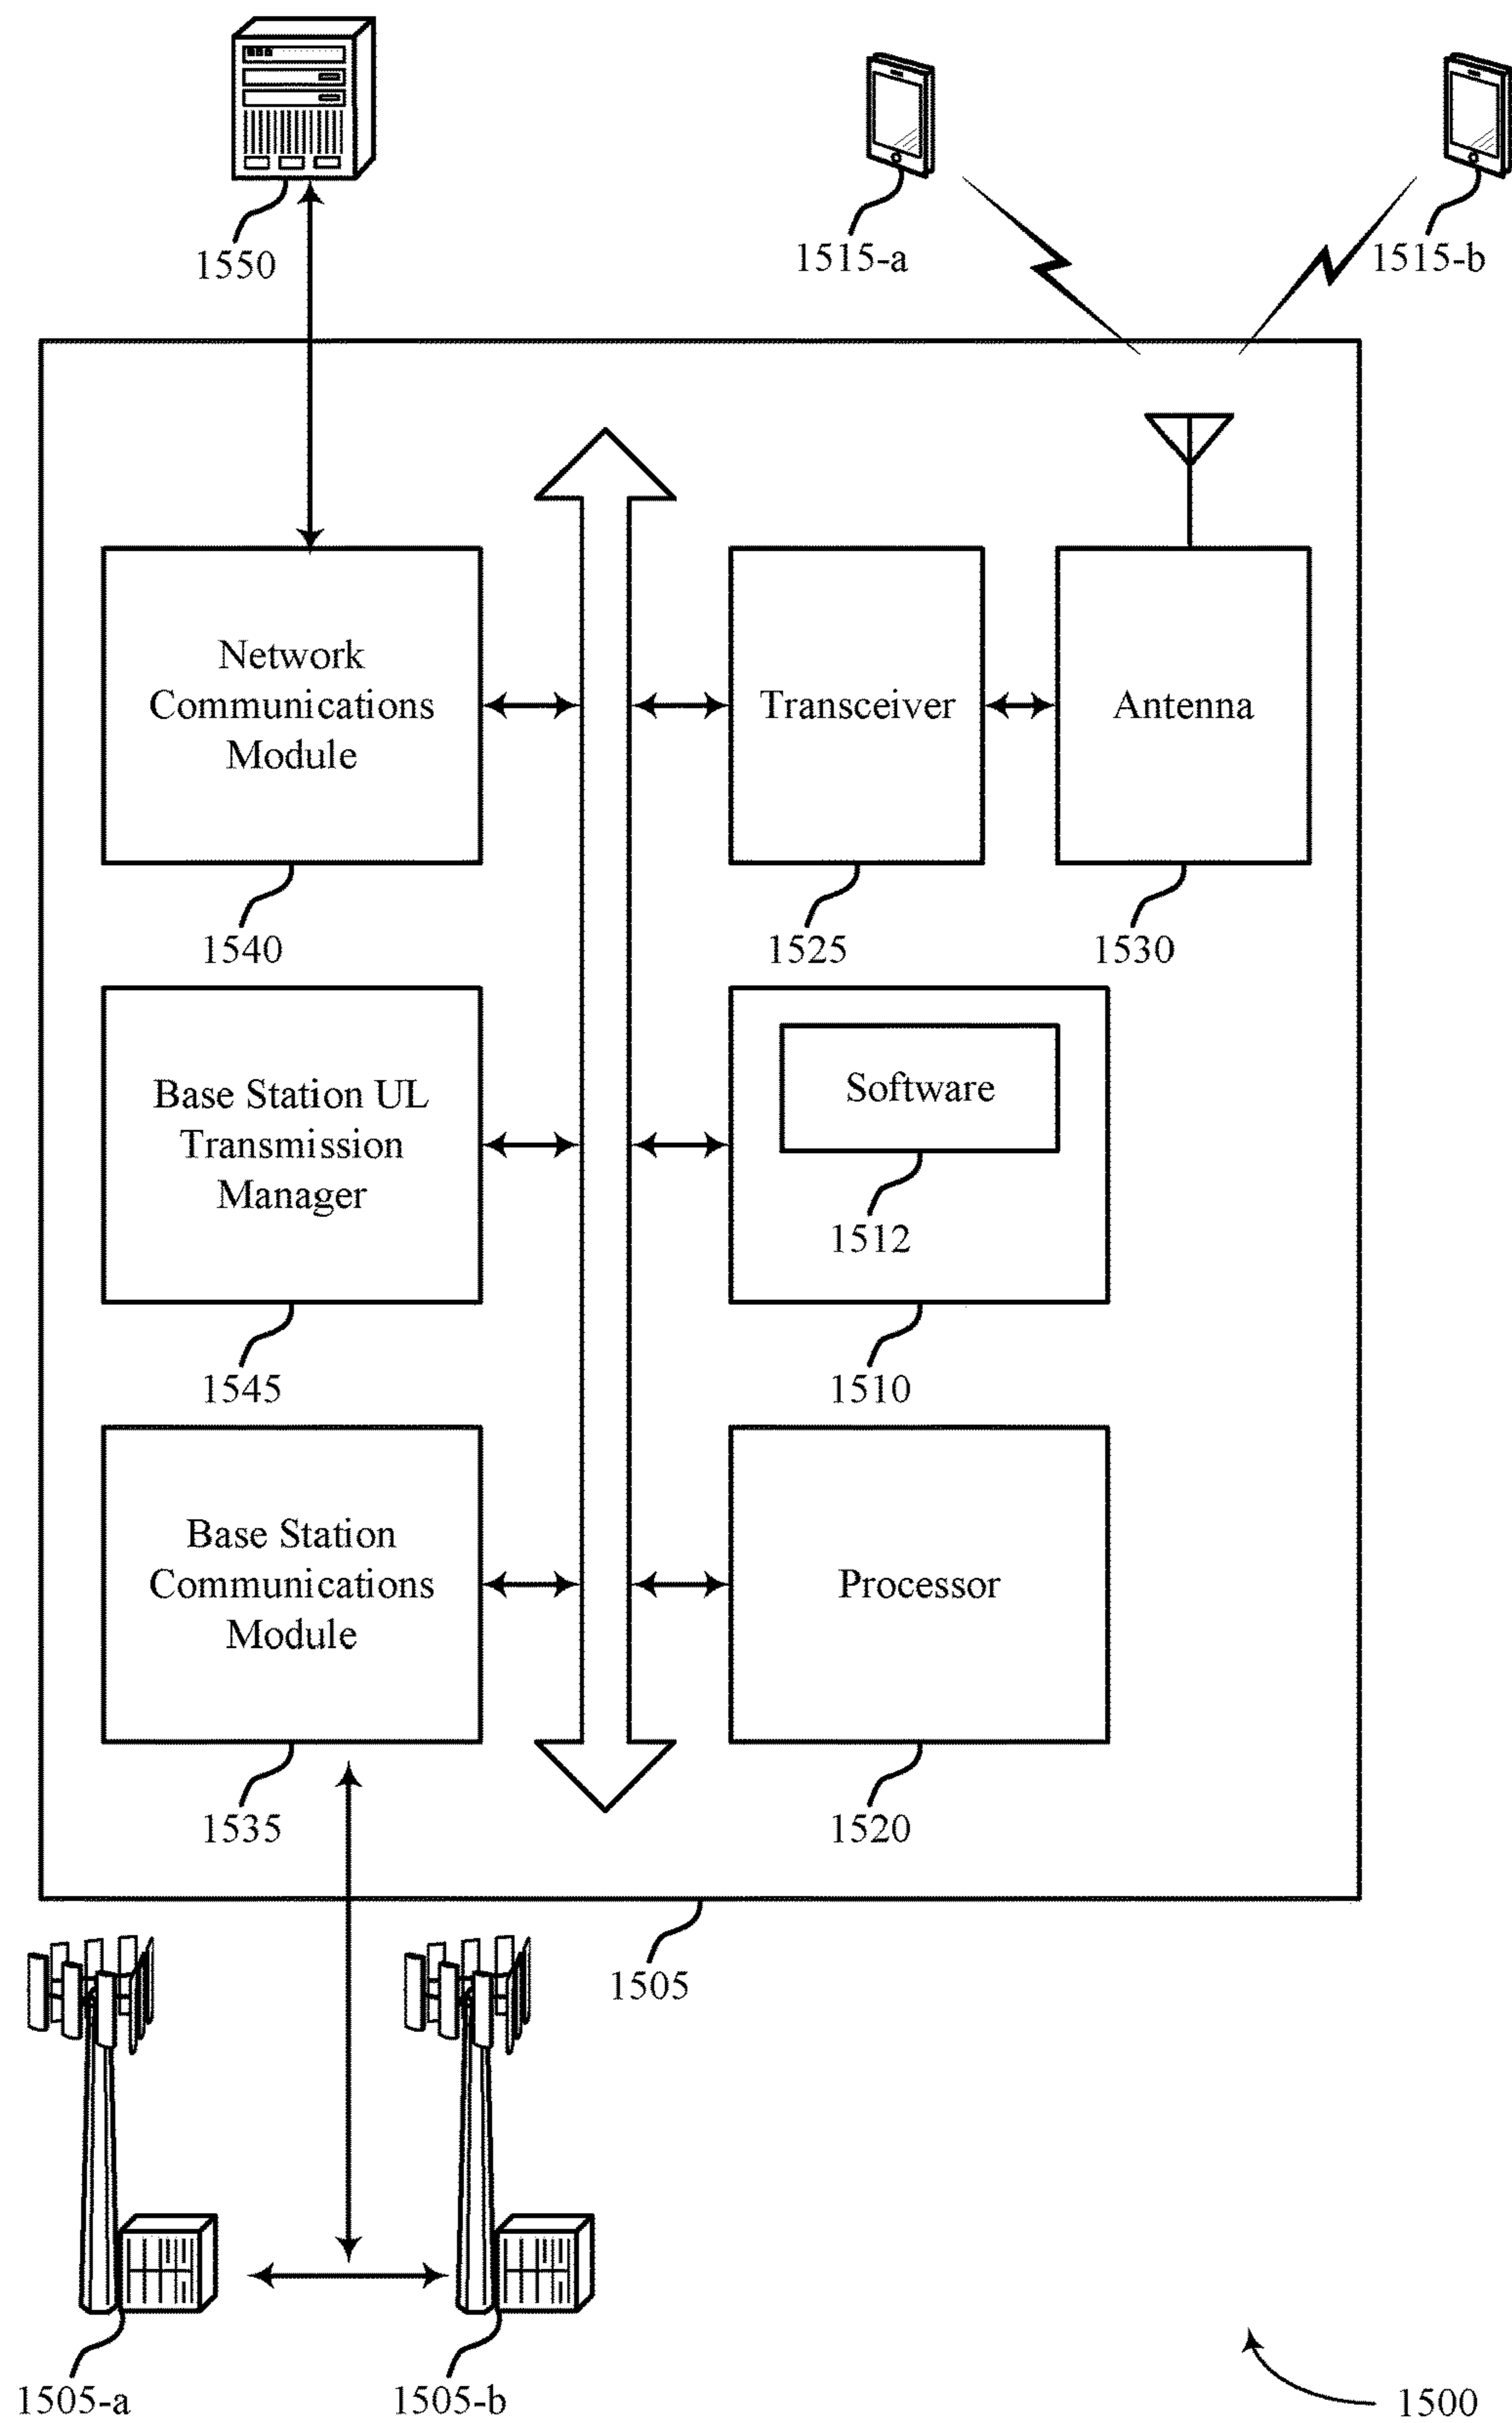 1550
1515-a
1515-b
Network
Communications
Module
Transceiver
Antenna
1540
1525
1530
Base Station UL
Transmission
Manager
Software
1512
1545
1510
Base Station
Communications
Module
Processor
1535
1520
1505
1505-a
1505-b
1500